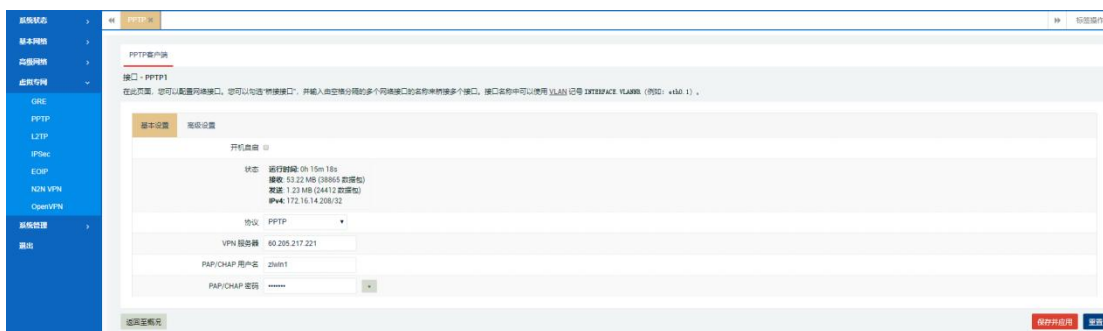 系统状态
PPTP
标签操作
基本网络
高级网络
虚拟专网
GRE
PPTP
L2TP
IPSec
EOIP
N2N VPN
OpenVPN
系统管理
退出
PPTP客户端
接口 - PPTP1
在此页面，您可以配置网络接口。您可以勾选“桥接接口”，并输入由空格分隔的多个网络接口的名称来桥接多个接口。接口名称中可以使用 VLAN 记号 INTERFACE.VLANNR（例如：eth0.1）。
基本设置 高级设置
开机自启
状态 运行时间: 0h 15m 18s
接收: 53.22 MB (38865 数据包)
发送: 1.23 MB (24412 数据包)
IPv4: 172.16.14.208/32
协议 PPTP
VPN 服务器 60.205.217.221
PAP/CHAP 用户名 zlwin1
PAP/CHAP 密码 •••••••
返回至概况 保存并应用 重置